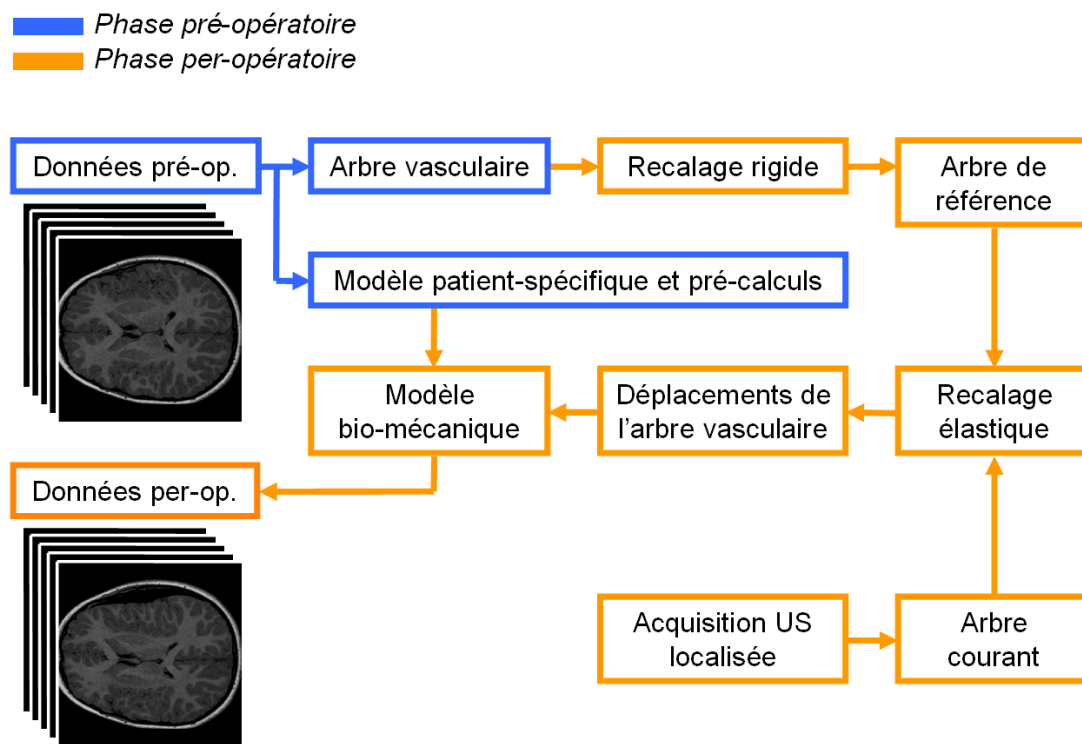 Phase pré-opératoire
Phase per-opératoire
Données pré-op.
Arbre vasculaire
Recalage rigide
Arbre de
référence
Modèle patient-spécifique et pré-calculs
Modèle
bio-mécanique
Déplacements de
l'arbre vasculaire
Recalage
élastique
Données per-op.
Acquisition US
localisée
Arbre
courant